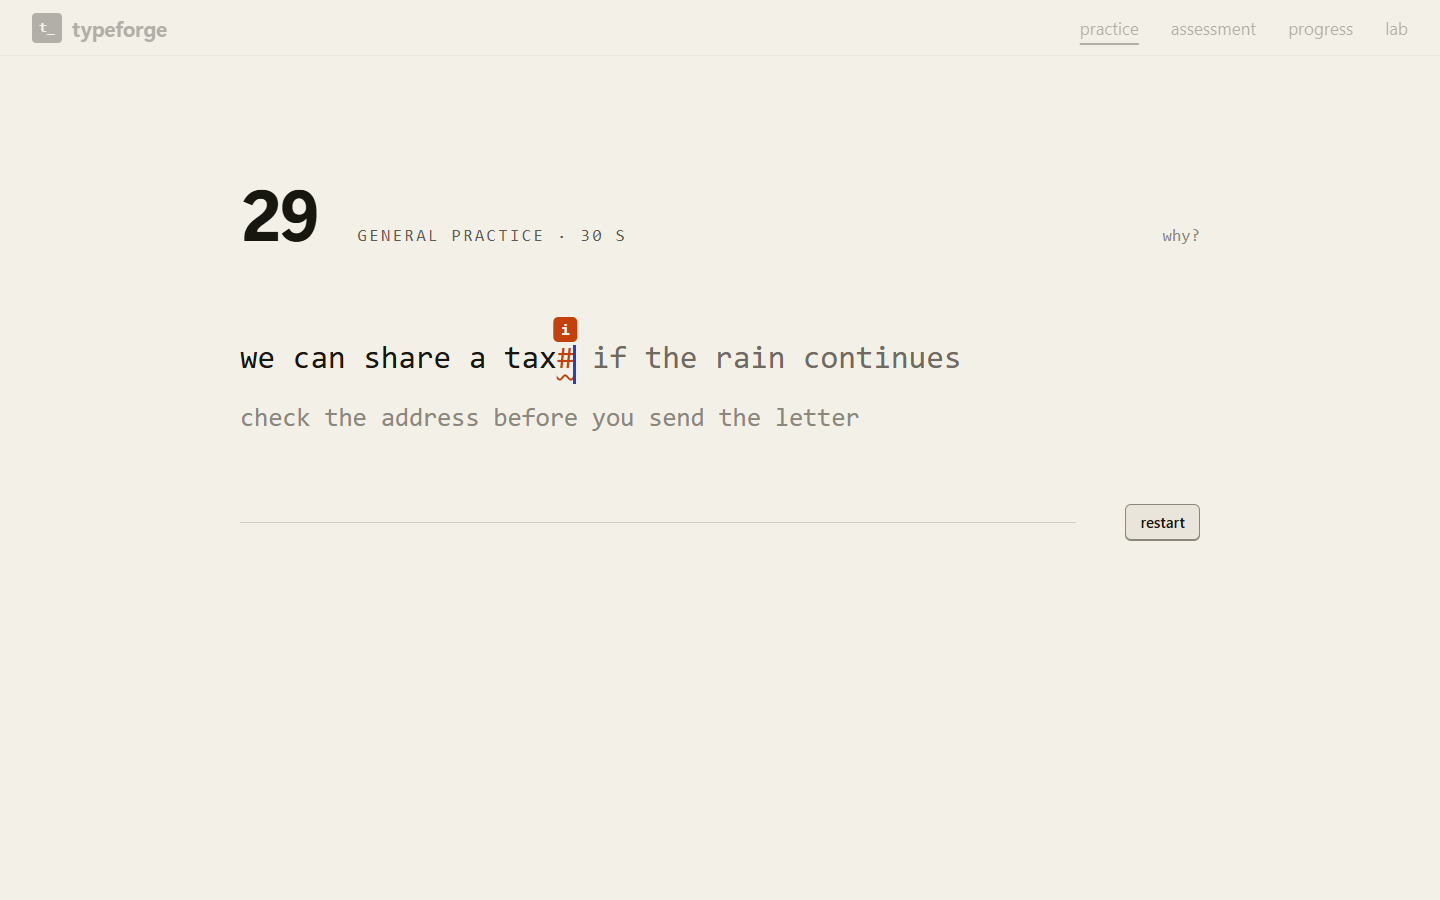 t_ typeforge practice assessment progress lab
29 GENERAL PRACTICE · 30 S why?
i
we can share a tax# if the rain continues
check the address before you send the letter
restart